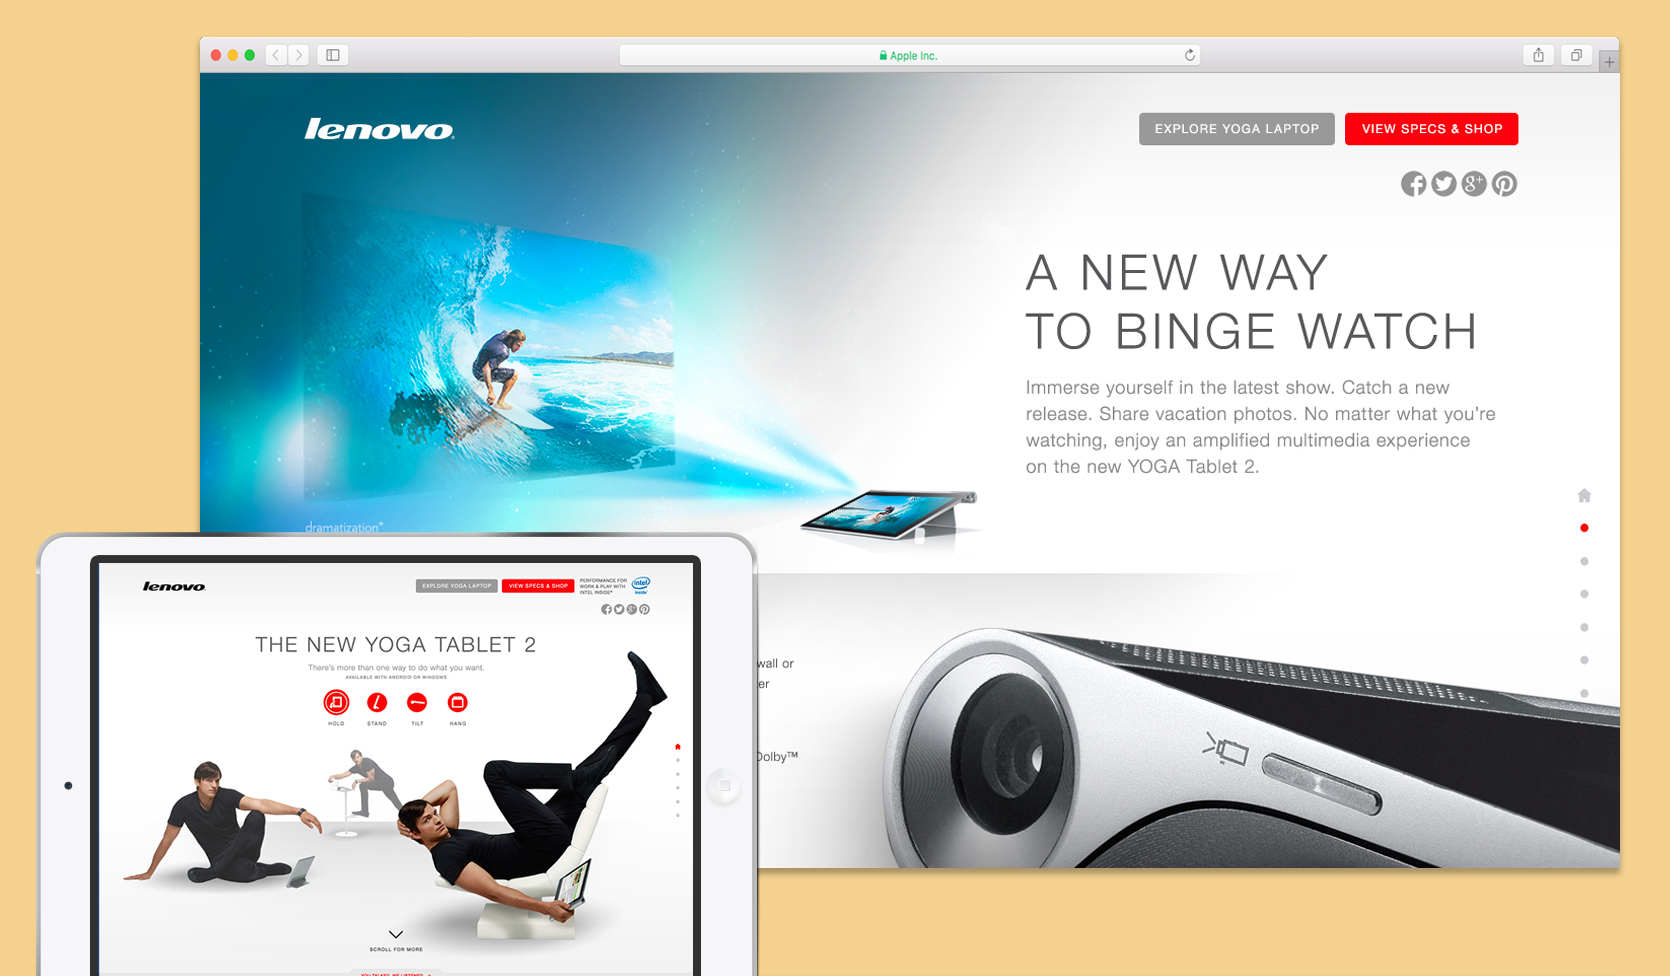 Apple Inc.
lenovo
EXPLORE YOGA LAPTOP
VIEW SPECS & SHOP
A NEW WAY
TO BINGE WATCH
Immerse yourself in the latest show. Catch a new
release. Share vacation photos. No matter what you're
watching, enjoy an amplified multimedia experience
on the new YOGA Tablet 2.
dramatization*
wall or
er
Dolby™
lenovo
EXPLORE YOGA LAPTOP
VIEW SPECS & SHOP
PERFORMANCE FOR
WORK & PLAY WITH
INTEL INSIDE®
intel
inside
THE NEW YOGA TABLET 2
There's more than one way to do what you want.
AVAILABLE WITH ANDROID OR WINDOWS
HOLD
STAND
TILT
HANG
SCROLL FOR MORE
YOU TALKED, WE LISTENED